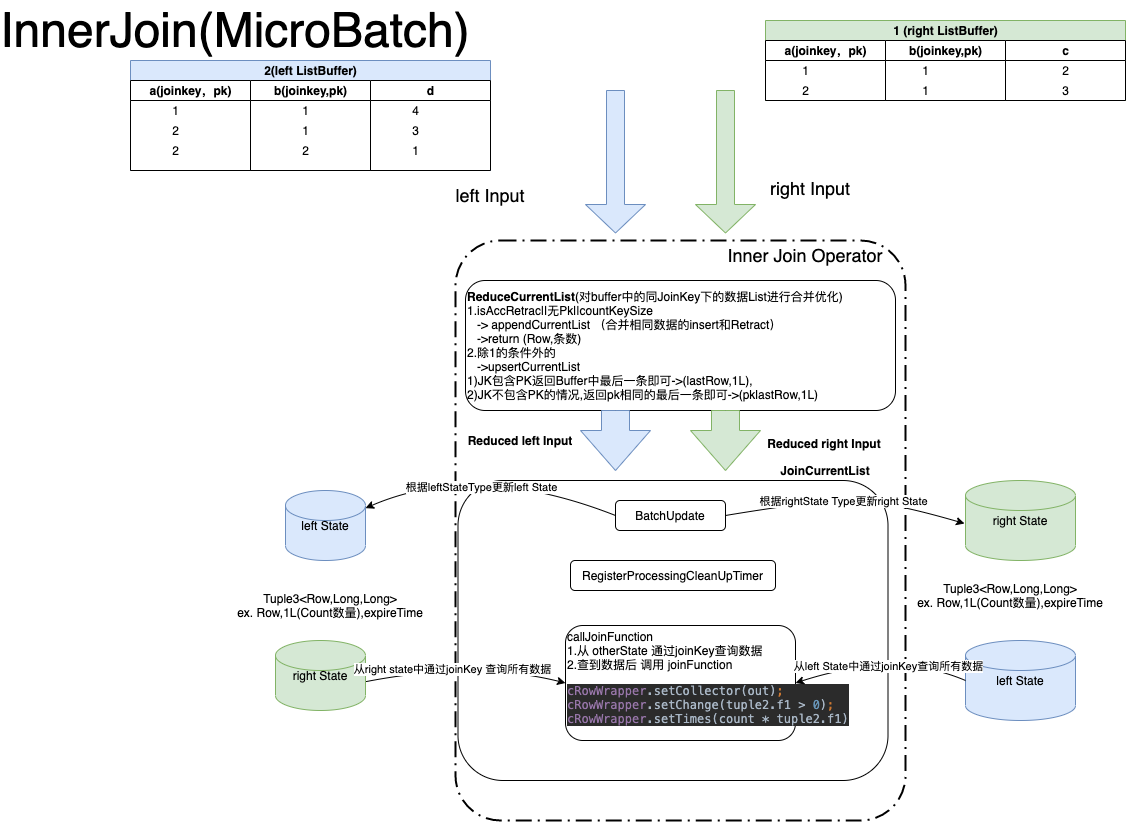 InnerJoin(MicroBatch)
1 (right ListBuffer)
a(joinkey，pk) b(joinkey,pk) c
1 1 2
2 1 3
2(left ListBuffer)
a(joinkey，pk) b(joinkey,pk) d
1 1 4
2 1 3
2 2 1
left Input
right Input
Inner Join Operator
ReduceCurrentList(对buffer中的同JoinKey下的数据List进行合并优化)
1.isAccRetract||无Pk||countKeySize
-> appendCurrentList （合并相同数据的insert和Retract）
->return (Row,条数)
2.除1的条件外的
->upsertCurrentList
1)JK包含PK返回Buffer中最后一条即可->(lastRow,1L),
2)JK不包含PK的情况,返回pk相同的最后一条即可->(pklastRow,1L)
Reduced left Input
Reduced right Input
JoinCurrentList
根据leftStateType更新left State
BatchUpdate
根据rightState Type更新right State
left State
right State
RegisterProcessingCleanUpTimer
Tuple3<Row,Long,Long>
ex. Row,1L(Count数量),expireTime
Tuple3<Row,Long,Long>
ex. Row,1L(Count数量),expireTime
callJoinFunction
1.从 otherState 通过joinKey查询数据
2.查到数据后 调用 joinFunction
right State
从right state中通过joinKey 查询所有数据
从left State中通过joinKey查询所有数据
left State
cRowWrapper.setCollector(out);
cRowWrapper.setChange(tuple2.f1 > 0);
cRowWrapper.setTimes(count * tuple2.f1)